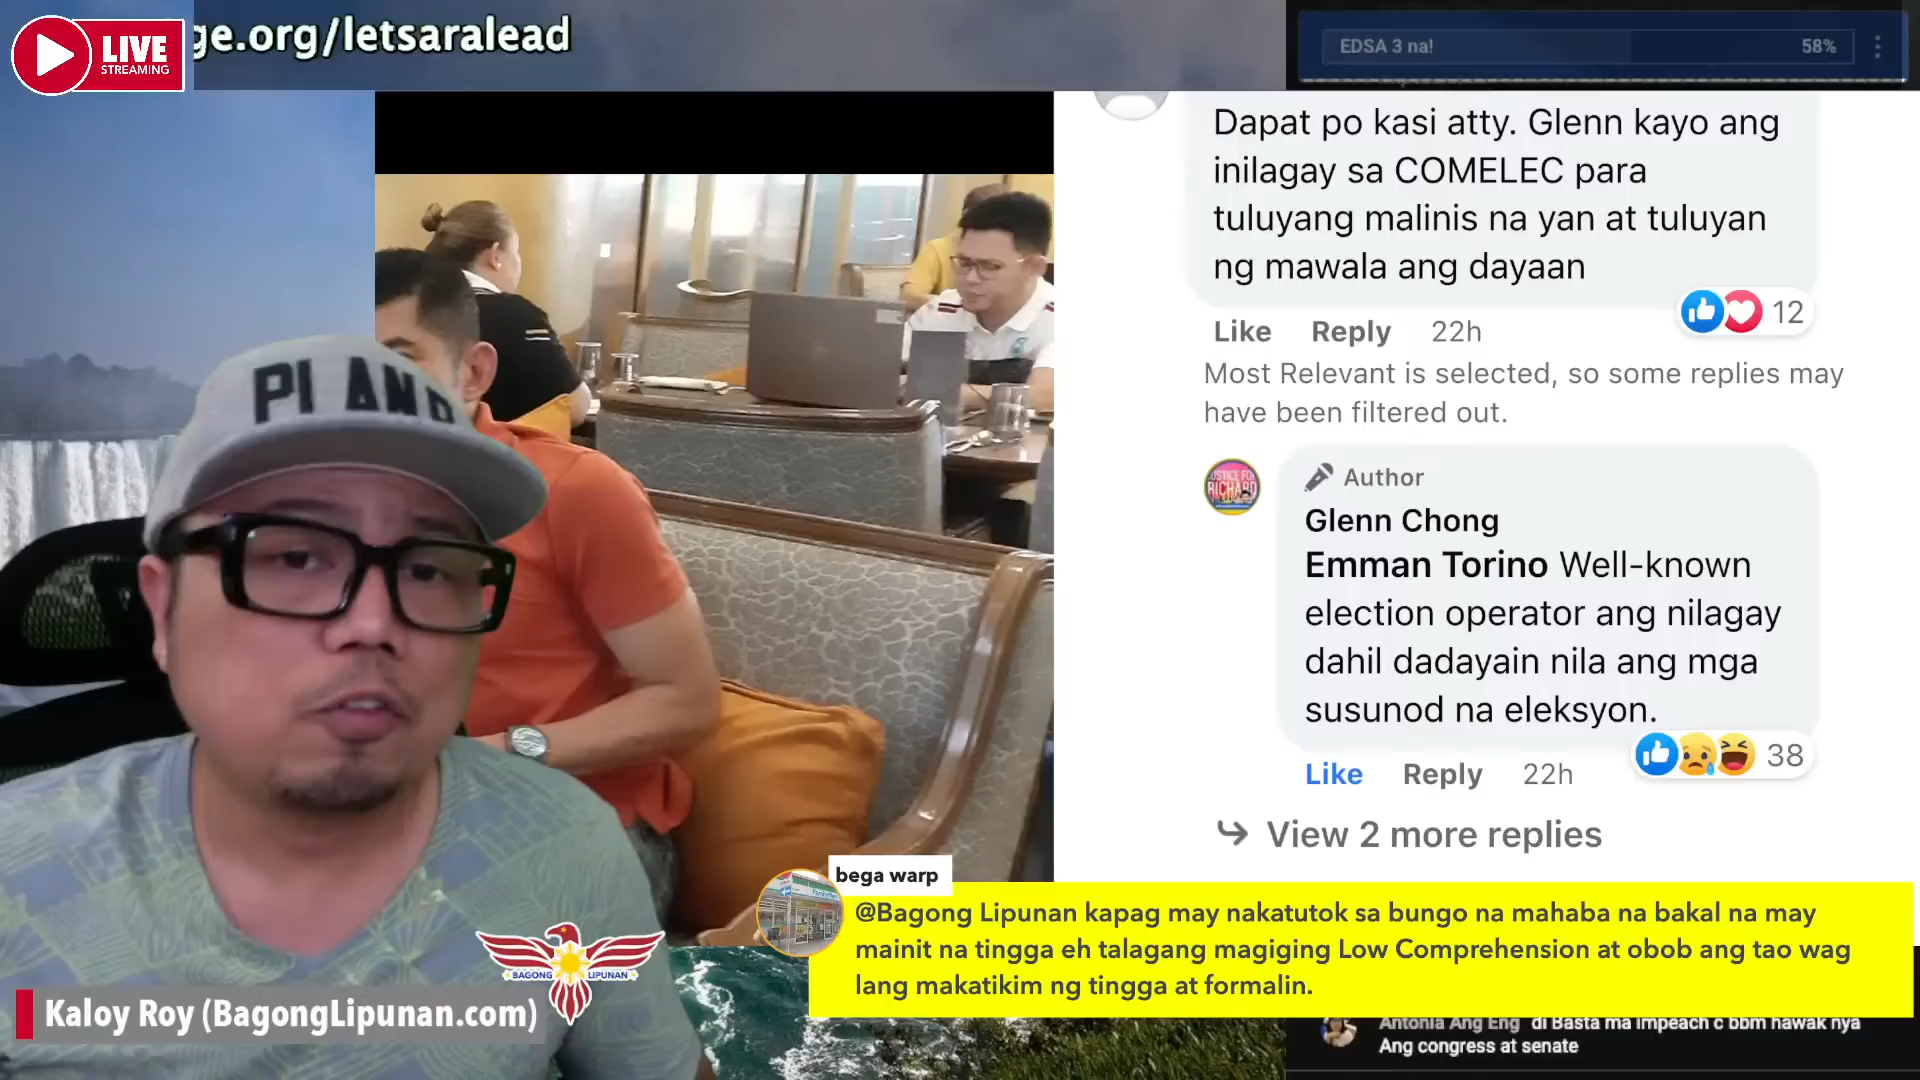 LIVE
STREAMING
ge.org/letsaralead
EDSA 3 na!
58%
Dapat po kasi atty. Glenn kayo ang
inilagay sa COMELEC para
tuluyang malinis na yan at tuluyan
ng mawala ang dayaan
Like Reply 22h
12
Most Relevant is selected, so some replies may
have been filtered out.
Author
Glenn Chong
Emman Torino Well-known
election operator ang nilagay
dahil dadayain nila ang mga
susunod na eleksyon.
Like Reply 22h
38
View 2 more replies
JUSTICE FOR
RICHARD
bega warp
@Bagong Lipunan kapag may nakatutok sa bungo na mahaba na bakal na may
mainit na tingga eh talagang magiging Low Comprehension at obob ang tao wag
lang makatikim ng tingga at formalin.
BAGONG LIPUNAN
Kaloy Roy (BagongLipunan.com)
Antonia Ang Eng di Basta ma impeach c bbm hawak nya
Ang congress at senate